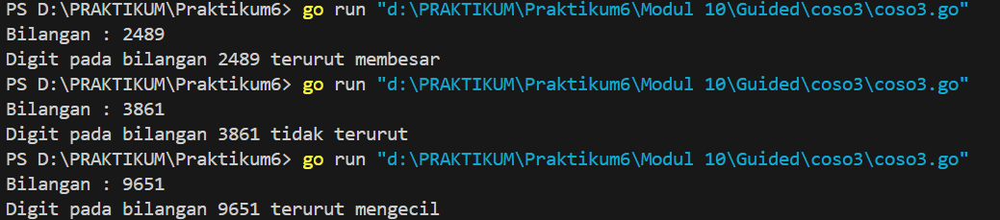 PS D:\PRAKTIKUM\Praktikum6> go run "d:\PRAKTIKUM\Praktikum6\Modul 10\Guided\coso3\coso3.go"
Bilangan : 2489
Digit pada bilangan 2489 terurut membesar
PS D:\PRAKTIKUM\Praktikum6> go run "d:\PRAKTIKUM\Praktikum6\Modul 10\Guided\coso3\coso3.go"
Bilangan : 3861
Digit pada bilangan 3861 tidak terurut
PS D:\PRAKTIKUM\Praktikum6> go run "d:\PRAKTIKUM\Praktikum6\Modul 10\Guided\coso3\coso3.go"
Bilangan : 9651
Digit pada bilangan 9651 terurut mengecil